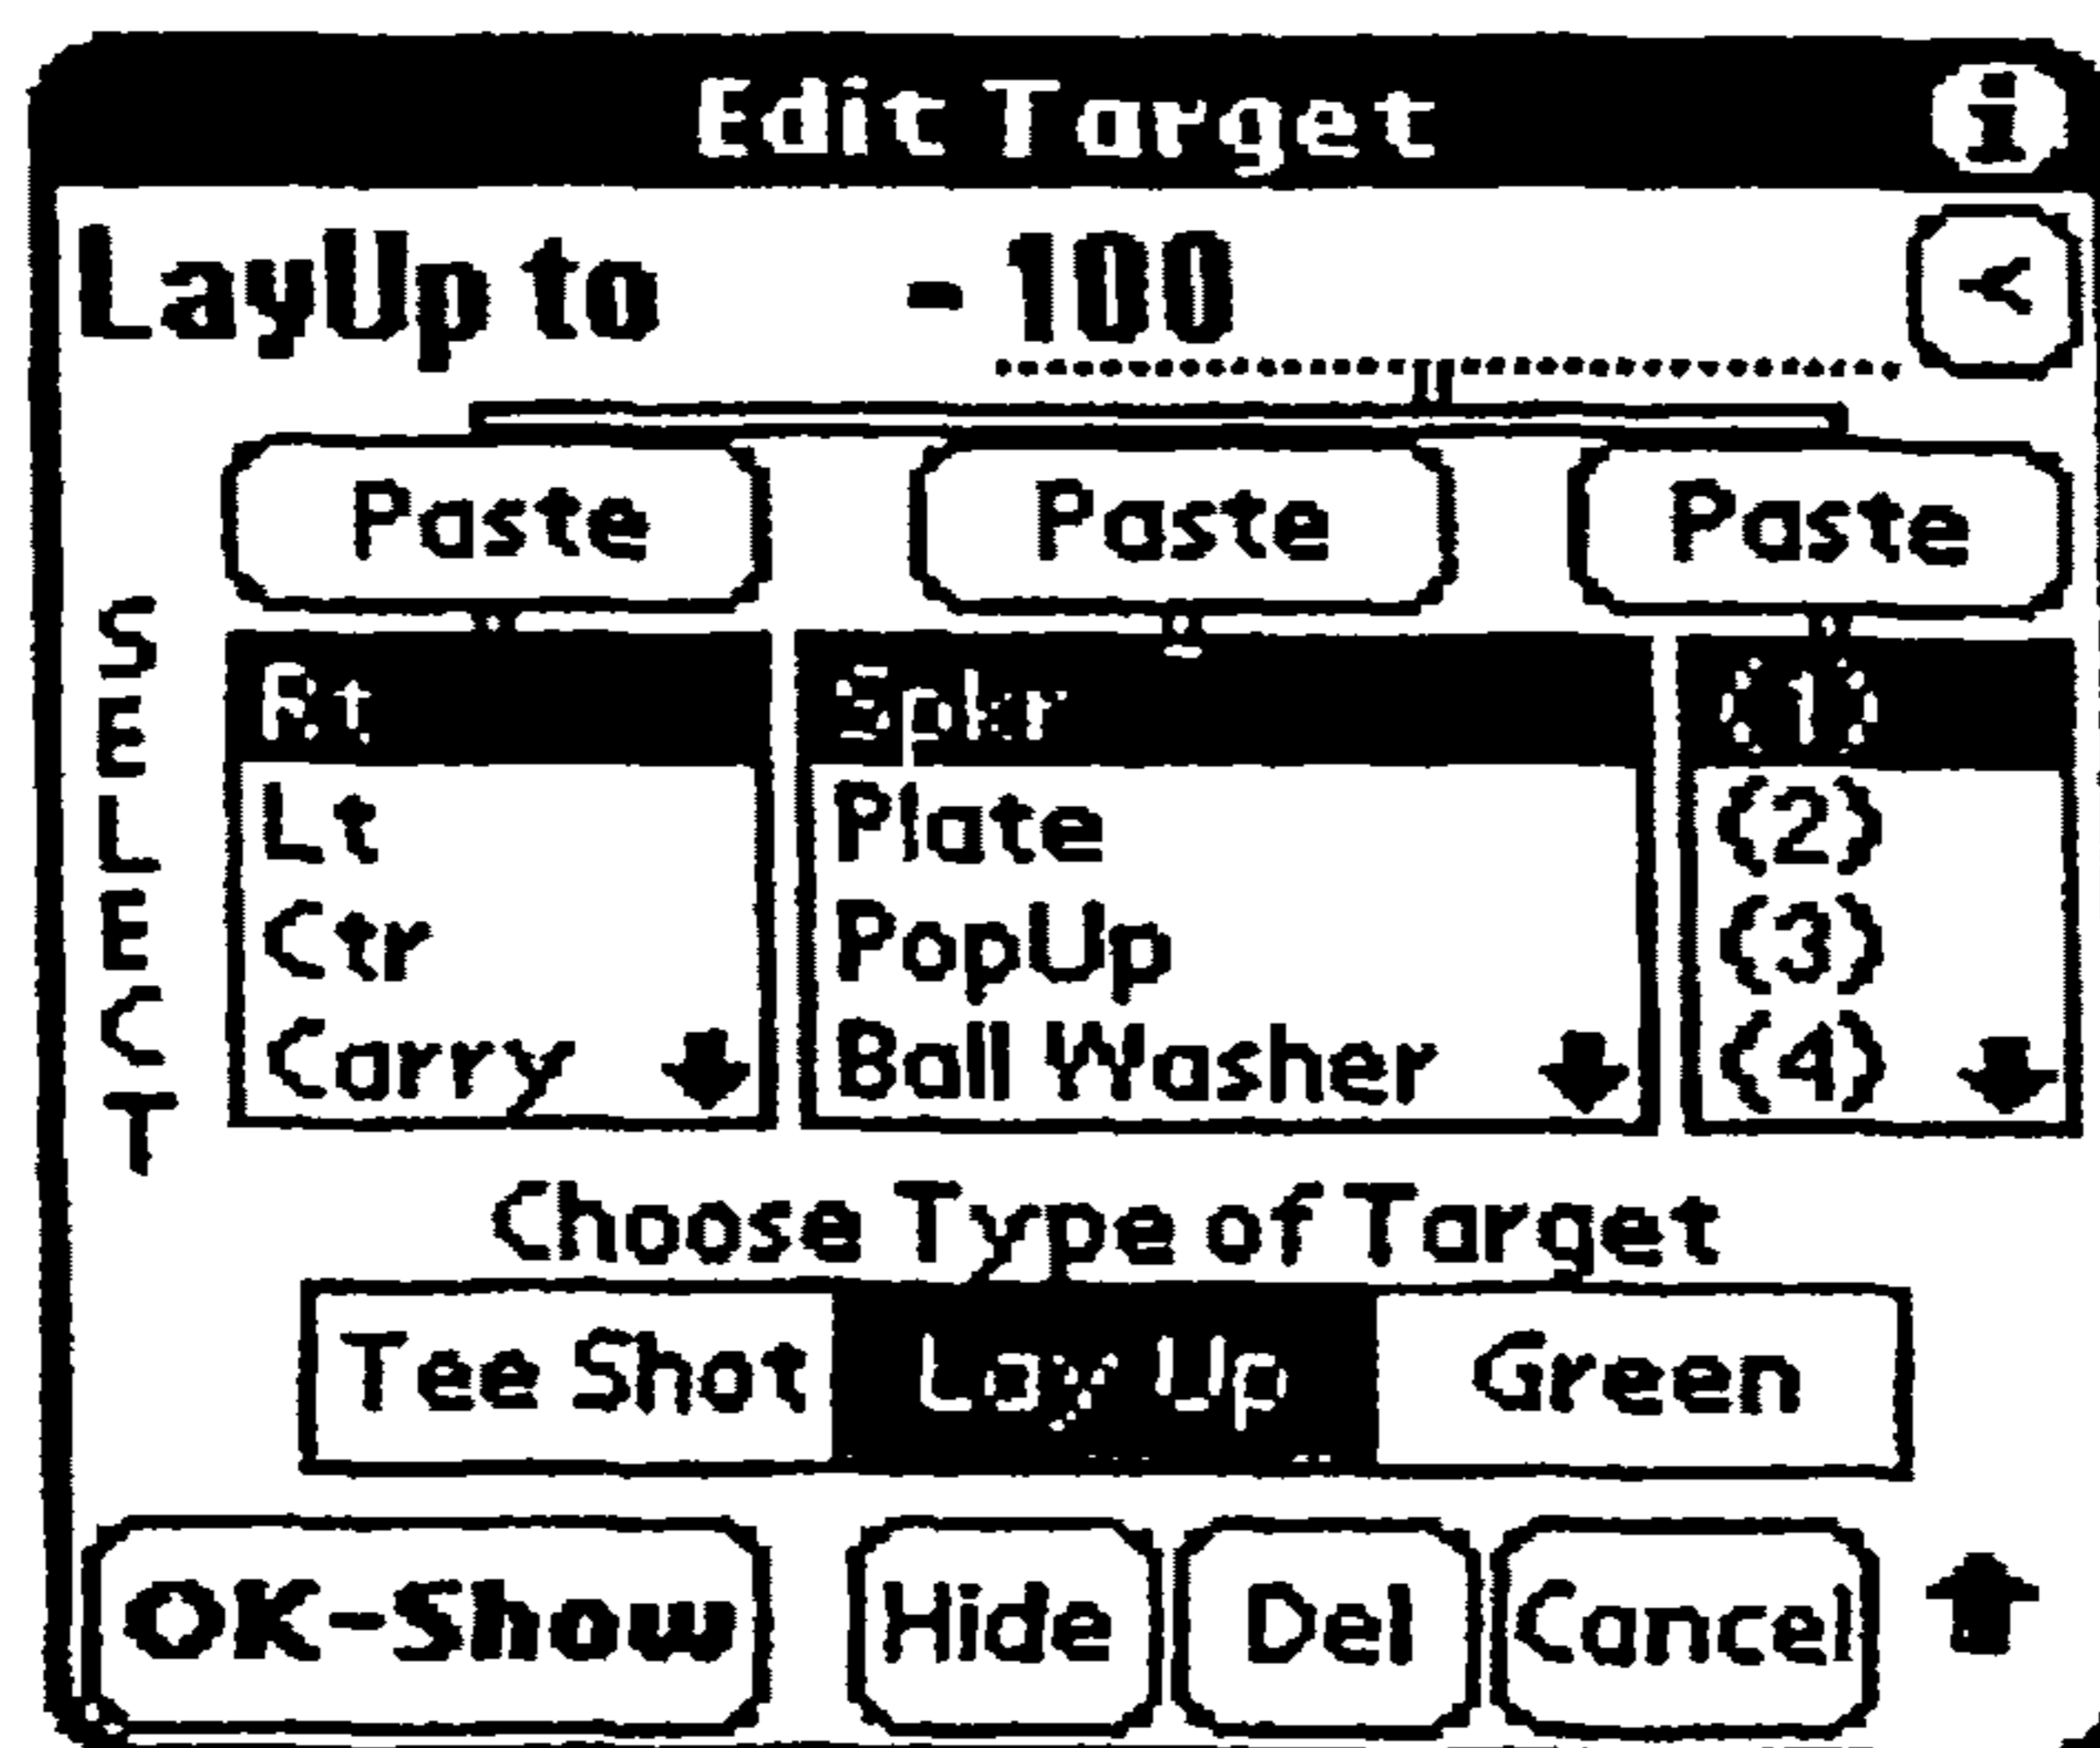 Edit Target i
LayUp to - 100 <
Paste Paste Paste
SELECT
Rt Spkr (1)
Lt Plate (2)
Ctr PopUp (3)
Carry Ball Washer (4)
Choose Type of Target
Tee Shot Lay Up Green
OK-Show Hide Del Cancel